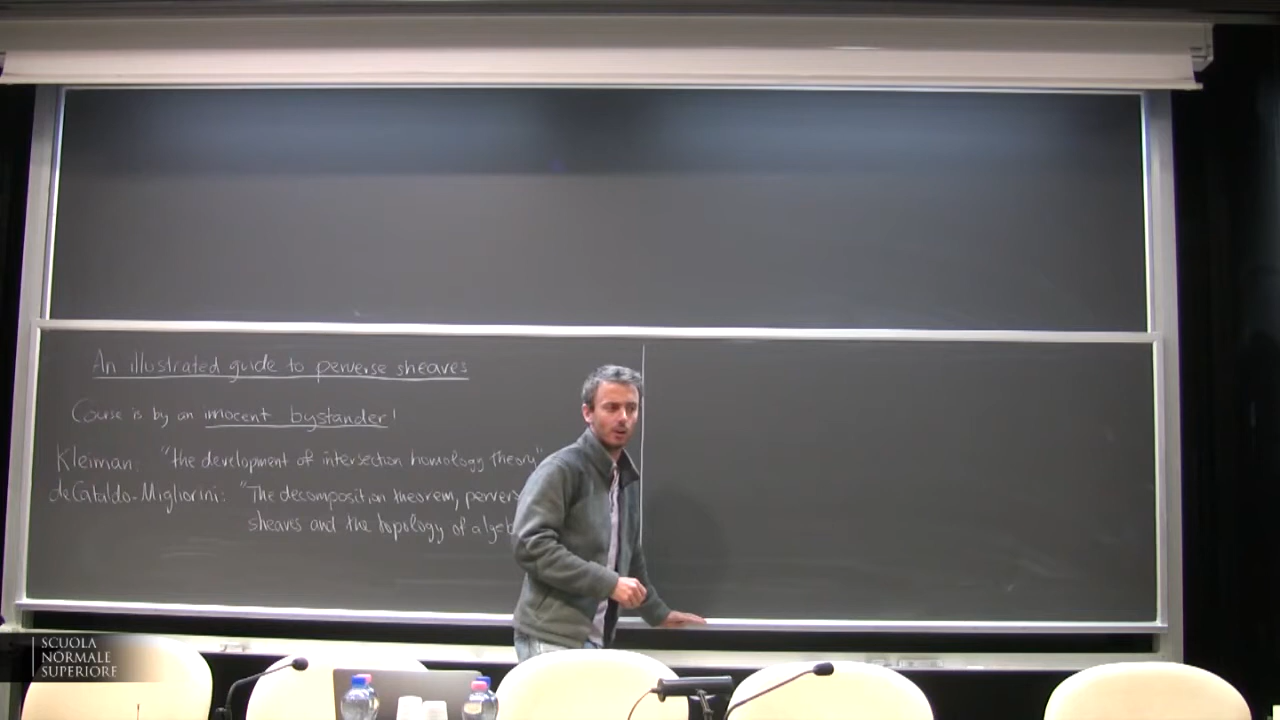 An illustrated guide to perverse sheaves
Course is by an innocent bystander!
Kleiman: "the development of intersection homology theory"
deCataldo-Migliorini: "The decomposition theorem, pervers
sheaves and the topology of algeb
SCUOLA
NORMALE
SUPERIORE